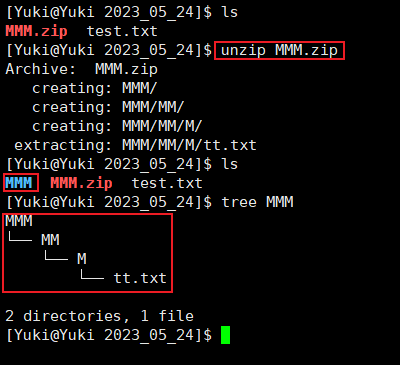 [Yuki@Yuki 2023_05_24]$ ls
MMM.zip  test.txt
[Yuki@Yuki 2023_05_24]$ unzip MMM.zip
Archive:  MMM.zip
   creating: MMM/
   creating: MMM/MM/
   creating: MMM/MM/M/
 extracting: MMM/MM/M/tt.txt
[Yuki@Yuki 2023_05_24]$ ls
MMM  MMM.zip  test.txt
[Yuki@Yuki 2023_05_24]$ tree MMM
MMM
└── MM
    └── M
        └── tt.txt

2 directories, 1 file
[Yuki@Yuki 2023_05_24]$